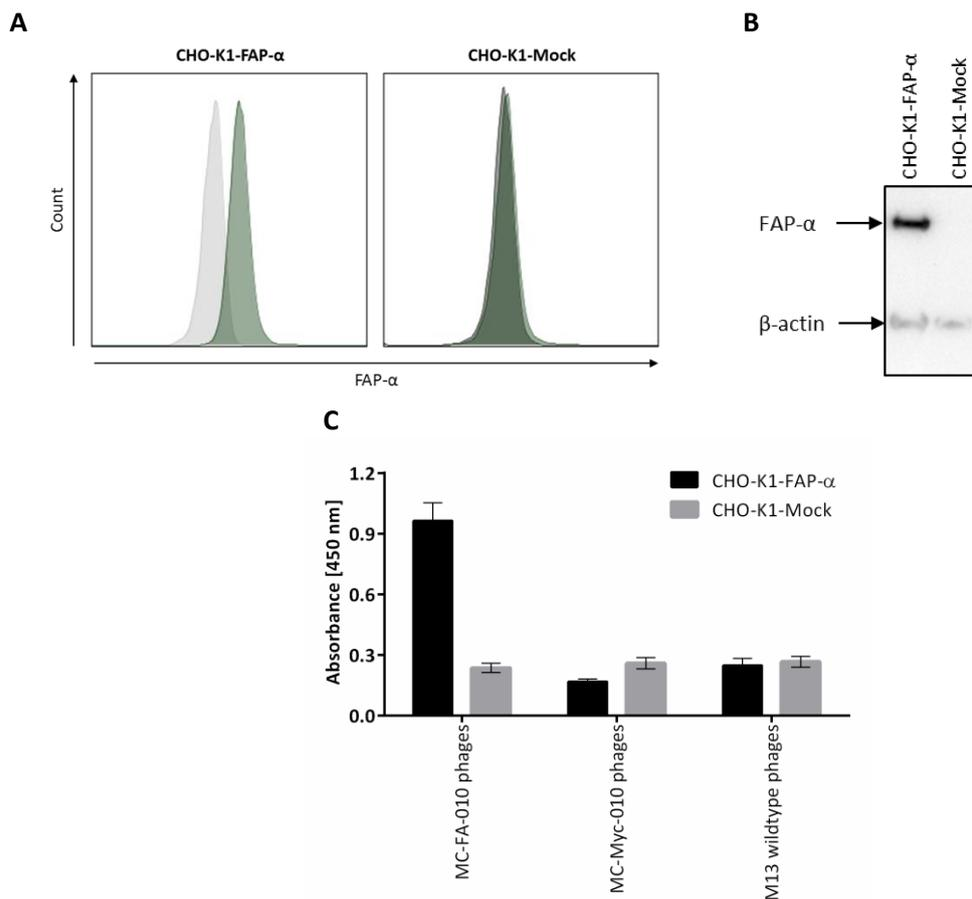 A
CHO-K1-FAP-α
CHO-K1-Mock
Count
FAP-α
B
CHO-K1-FAP-α
CHO-K1-Mock
FAP-α
β-actin
C
Absorbance [450 nm]
1.2
0.9
0.6
0.3
0.0
CHO-K1-FAP-α
CHO-K1-Mock
MC-FA-010 phages
MC-Myc-010 phages
M13 wildtype phages